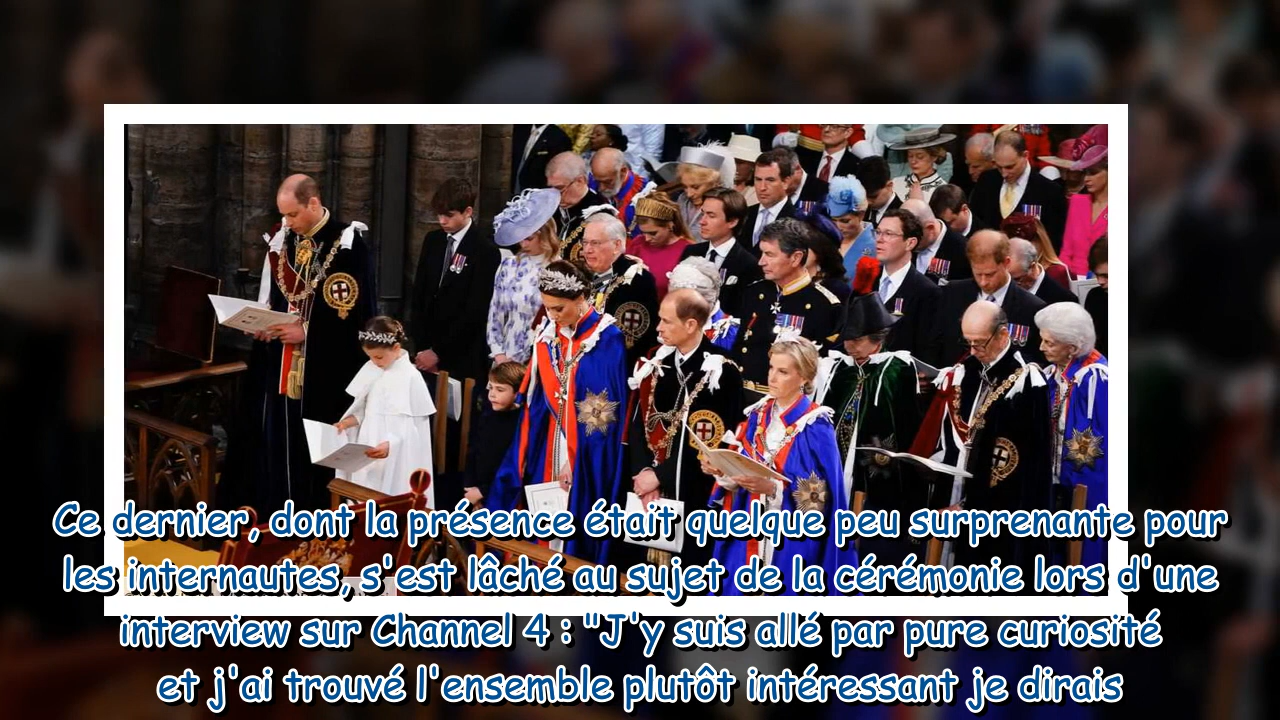 Ce dernier, dont la présence était quelque peu surprenante pour
les internautes, s'est lâché au sujet de la cérémonie lors d'une
interview sur Channel 4 : "J'y suis allé par pure curiosité
et j'ai trouvé l'ensemble plutôt intéressant je dirais